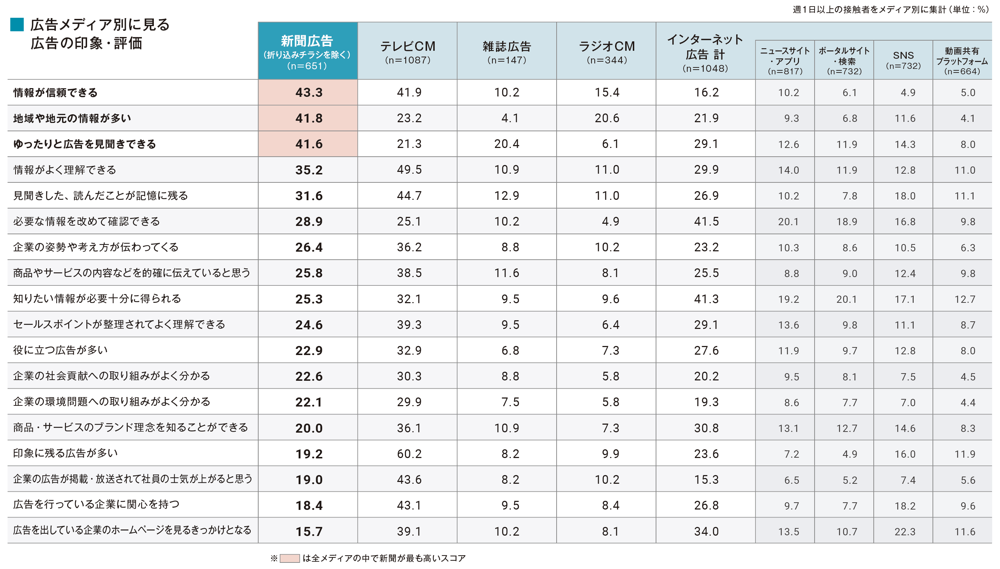 週1日以上の接触者をメディア別に集計（単位：％）
■ 広告メディア別に見る
広告の印象・評価
新聞広告
（折り込みチラシを除く）
（n=651）
テレビCM
（n=1087）
雑誌広告
（n=147）
ラジオCM
（n=344）
インターネット
広告 計
（n=1048）
ニュースサイト
・アプリ
（n=817）
ポータルサイト
・検索
（n=732）
SNS
（n=732）
動画共有
プラットフォーム
（n=664）
情報が信頼できる 43.3 41.9 10.2 15.4 16.2 10.2 6.1 4.9 5.0
地域や地元の情報が多い 41.8 23.2 4.1 20.6 21.9 9.3 6.8 11.6 4.1
ゆったりと広告を見聞きできる 41.6 21.3 20.4 6.1 29.1 12.6 11.9 14.3 8.0
情報がよく理解できる 35.2 49.5 10.9 11.0 29.9 14.0 11.9 12.8 11.0
見聞きした、読んだことが記憶に残る 31.6 44.7 12.9 11.0 26.9 10.2 7.8 18.0 11.1
必要な情報を改めて確認できる 28.9 25.1 10.2 4.9 41.5 20.1 18.9 16.8 9.8
企業の姿勢や考え方が伝わってくる 26.4 36.2 8.8 10.2 23.2 10.3 8.6 10.5 6.3
商品やサービスの内容などを的確に伝えていると思う 25.8 38.5 11.6 8.1 25.5 8.8 9.0 12.4 9.8
知りたい情報が必要十分に得られる 25.3 32.1 9.5 9.6 41.3 19.2 20.1 17.1 12.7
セールスポイントが整理されてよく理解できる 24.6 39.3 9.5 6.4 29.1 13.6 9.8 11.1 8.7
役に立つ広告が多い 22.9 32.9 6.8 7.3 27.6 11.9 9.7 12.8 8.0
企業の社会貢献への取り組みがよく分かる 22.6 30.3 8.8 5.8 20.2 9.5 8.1 7.5 4.5
企業の環境問題への取り組みがよく分かる 22.1 29.9 7.5 5.8 19.3 8.6 7.7 7.0 4.4
商品・サービスのブランド理念を知ることができる 20.0 36.1 10.9 7.3 30.8 13.1 12.7 14.6 8.3
印象に残る広告が多い 19.2 60.2 8.2 9.9 23.6 7.2 4.9 16.0 11.9
企業の広告が掲載・放送されて社員の士気が上がると思う 19.0 43.6 8.2 10.2 15.3 6.5 5.2 7.4 5.6
広告を行っている企業に関心を持つ 18.4 43.1 9.5 8.4 26.8 9.7 7.7 18.2 9.6
広告を出している企業のホームページを見るきっかけとなる 15.7 39.1 10.2 8.1 34.0 13.5 10.7 22.3 11.6
※ は全メディアの中で新聞が最も高いスコア